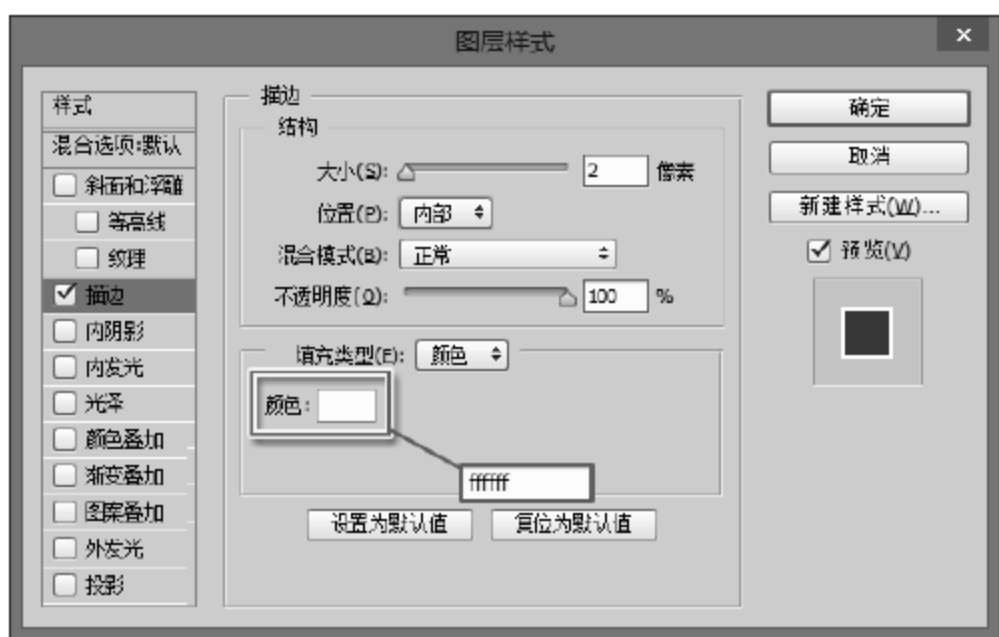 图层样式
样式
混合选项:默认
斜面和浮雕
等高线
纹理
描边
内阴影
内发光
光泽
颜色叠加
渐变叠加
图案叠加
外发光
投影
描边
结构
大小(S): 2 像素
位置(P): 内部
混合模式(B): 正常
不透明度(O): 100 %
填充类型(F): 颜色
颜色:
ffffff
设置为默认值 复位为默认值
确定
取消
新建样式(W)...
预览(V)